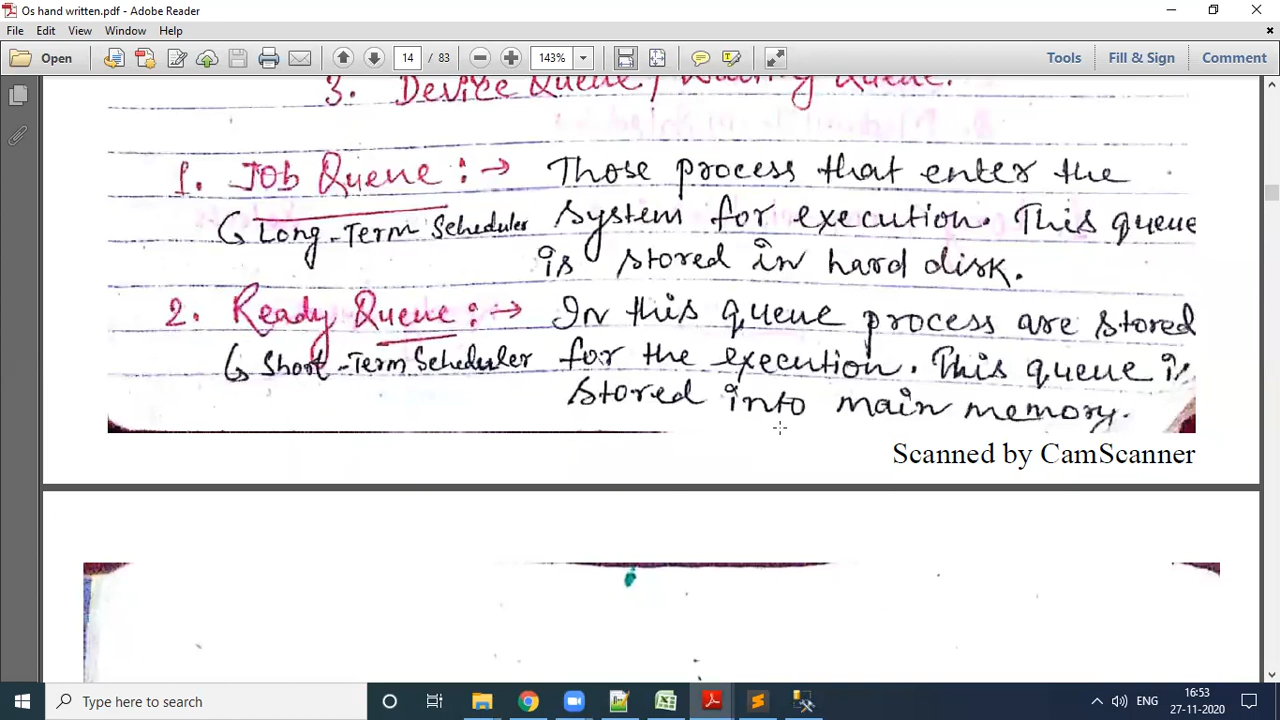 Os hand written.pdf - Adobe Reader
File Edit View Window Help
Open 14 / 83 143% Tools Fill & Sign Comment
3. Device Queue / Waiting Queue.
1. Job Queue :→ Those process that enter the
Long-Term Scheduler system for execution. This queue
is stored in hard disk.
2. Ready Queue :→ In this queue process are stored
Short-Term Scheduler for the execution. This queue is
stored into main memory.
Scanned by CamScanner
Type here to search
ENG
16:53
27-11-2020